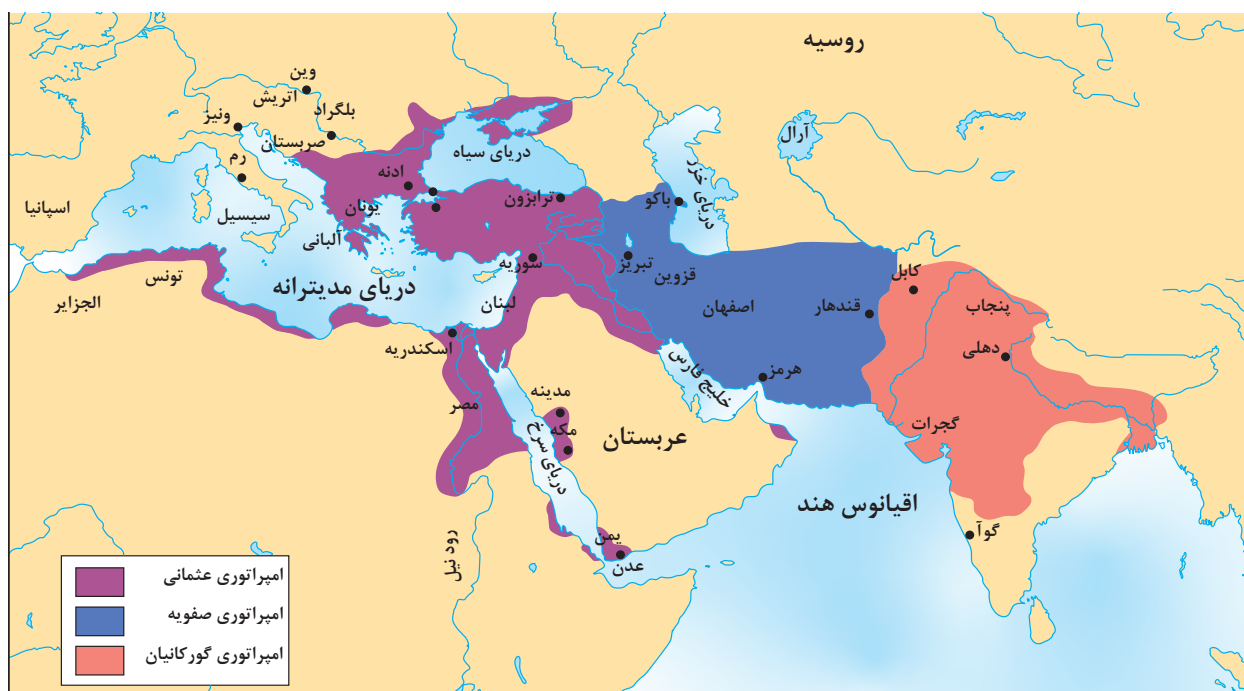 روسیه
وین
اتریش
بلگراد
ونیز
صربستان
رم
دریای سیاه
ادنه
ترابزون
آرال
دریای خزر
باکو
اسپانیا
سیسیل
یونان
آلبانی
سوریه
تبریز
قزوین
کابل
پنجاب
تونس
الجزایر
دریای مدیترانه
لبنان
اصفهان
قندهار
دهلی
اسکندریه
خلیج فارس
هرمز
مصر
مدینه
مکه
دریای سرخ
عربستان
گجرات
اقیانوس هند
گوآ
رود نیل
یمن
عدن
امپراتوری عثمانی
امپراتوری صفویه
امپراتوری گورکانیان